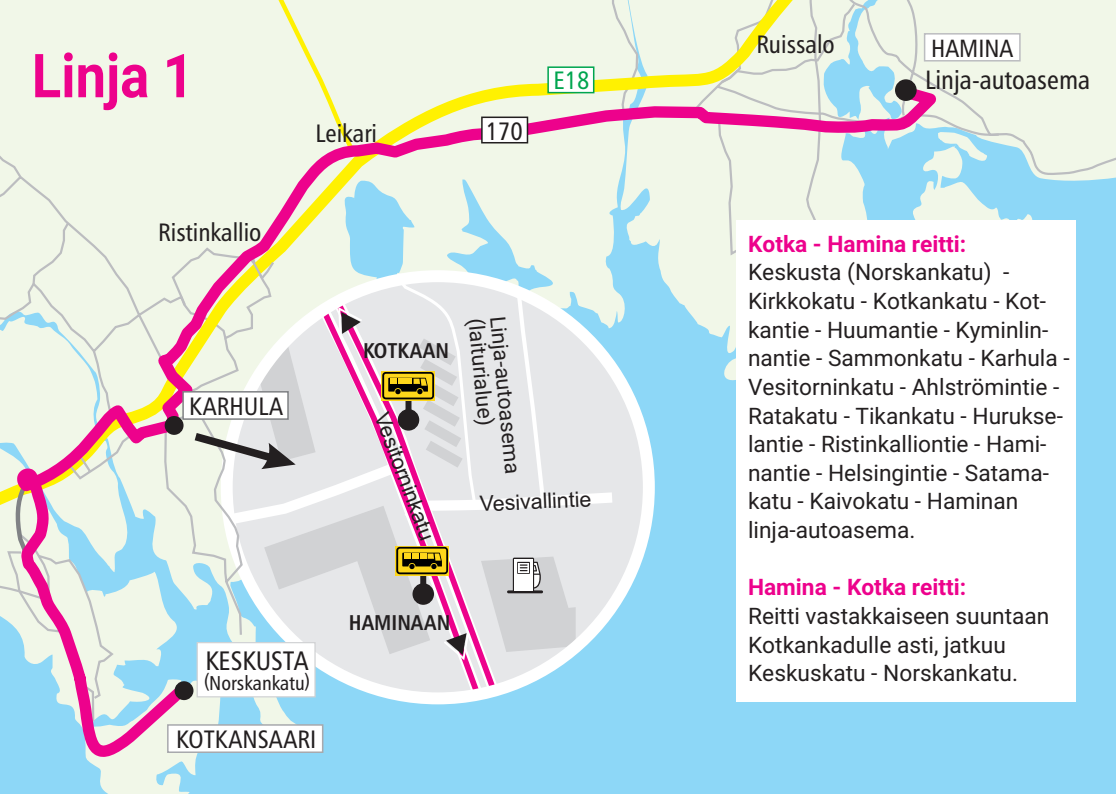 Linja 1
Ruissalo
HAMINA
Linja-autoasema
E18
170
Leikari
Ristinkallio
KARHULA
KOTKAAN
Linja-autoasema
(laiturialue)
Vesitorninkatu
Vesivallintie
HAMINAAN
KESKUSTA
(Norskankatu)
KOTKANSAARI
Kotka - Hamina reitti:
Keskusta (Norskankatu) -
Kirkkokatu - Kotkankatu - Kot-
kantie - Huumantie - Kyminlin-
nantie - Sammonkatu - Karhula -
Vesitorninkatu - Ahlströmintie -
Ratakatu - Tikankatu - Hurukse-
lantie - Ristinkalliontie - Hami-
nantie - Helsingintie - Satama-
katu - Kaivokatu - Haminan
linja-autoasema.
Hamina - Kotka reitti:
Reitti vastakkaiseen suuntaan
Kotkankadulle asti, jatkuu
Keskuskatu - Norskankatu.